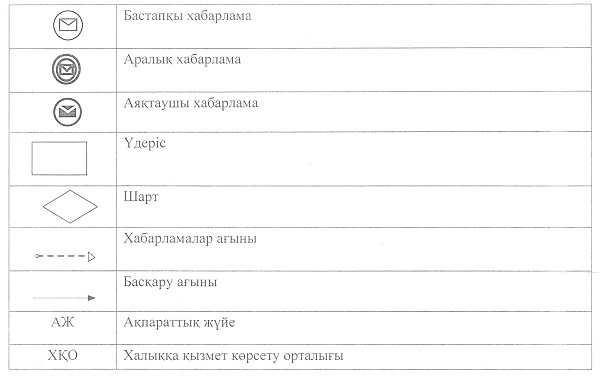 Бастапқы хабарлама
Аралық хабарлама
Аяқтаушы хабарлама
Үдеріс
Шарт
Хабарламалар ағыны
Басқару ағыны
АЖ Ақпараттық жүйе
ХҚО Халыққа қызмет көрсету орталығы